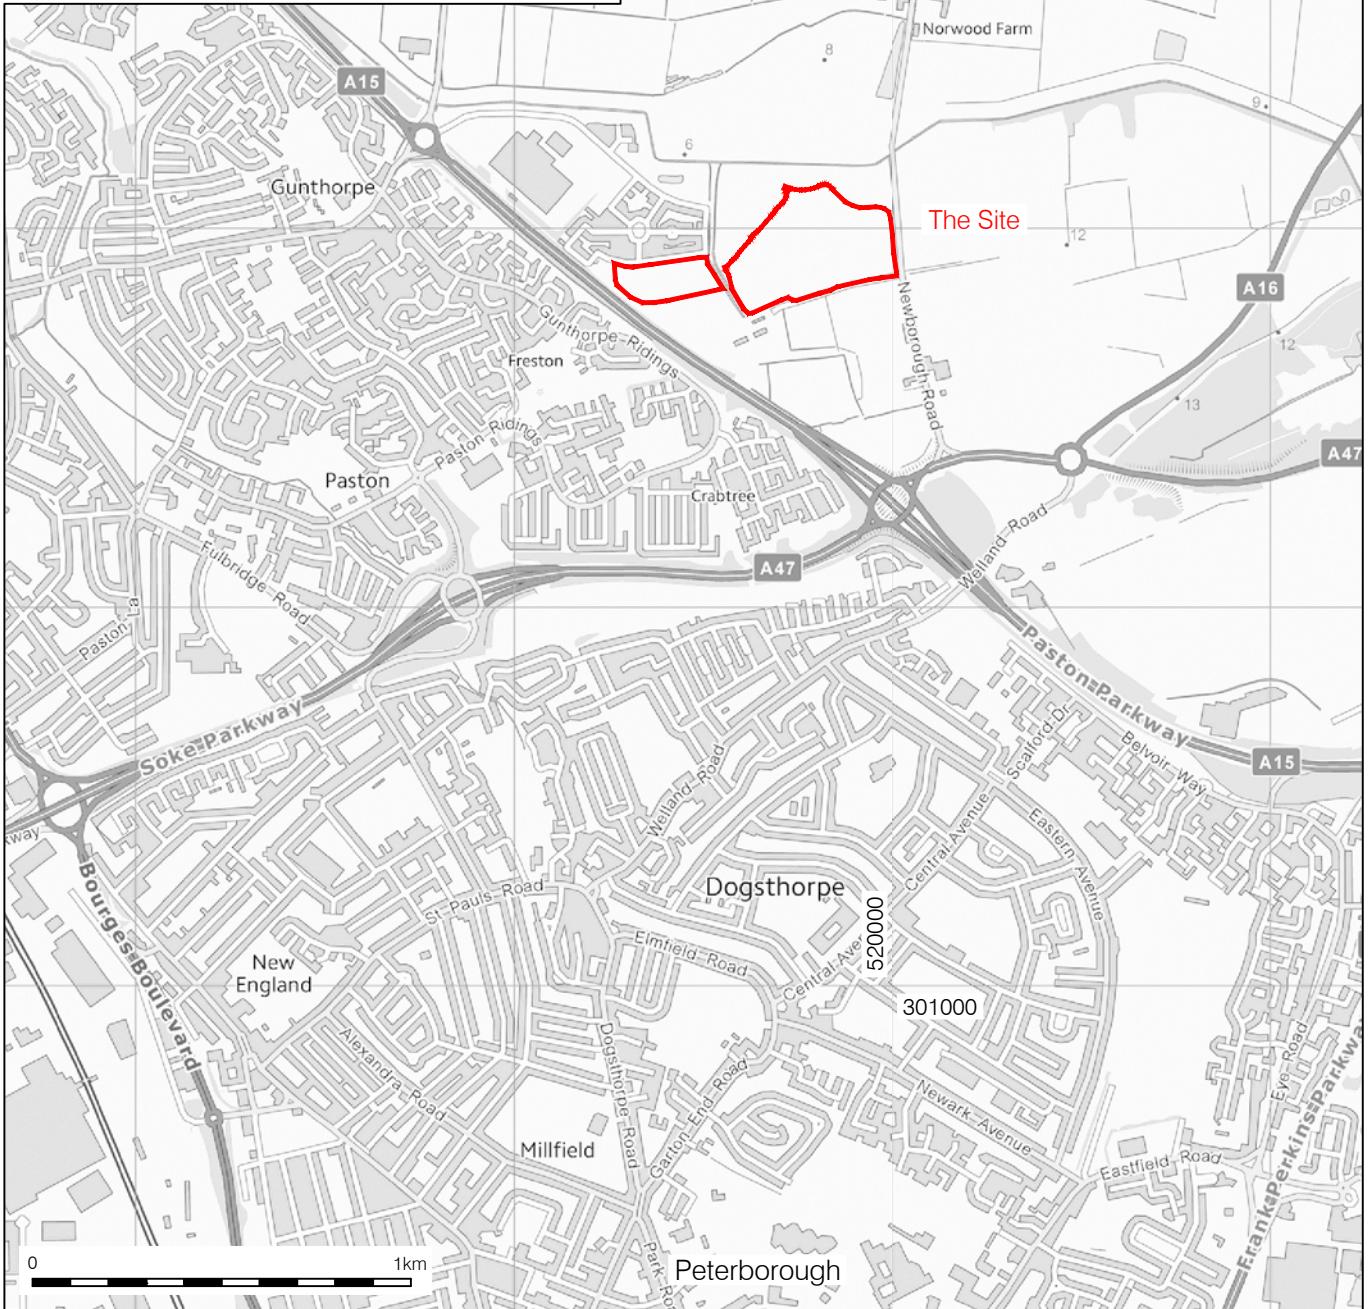 Norwood Farm
8
A15
9
6
Gunthorpe
The Site
12
A16
Newborough Road
Gunthorpe Ridings
12
Freston
13
Paston Ridings
A47
Paston
Crabtree
Welland Road
Fulbridge Road
A47
Paston La
Paston Parkway
Soke Parkway
Scalford Dr
Belvoir Way
A15
Welland Road
kway
Eastern Avenue
Central Avenue
Bourges Boulevard
St Pauls Road
Dogsthorpe
520000
Elmfield Road
Central Ave
New
England
301000
Alexandra Road
Dogsthorpe Road
Eye Road
Garton End Road
Newark Avenue
Frank Perkins Parkwa
Millfield
Eastfield Road
Park Ro
0
1km
Peterborough